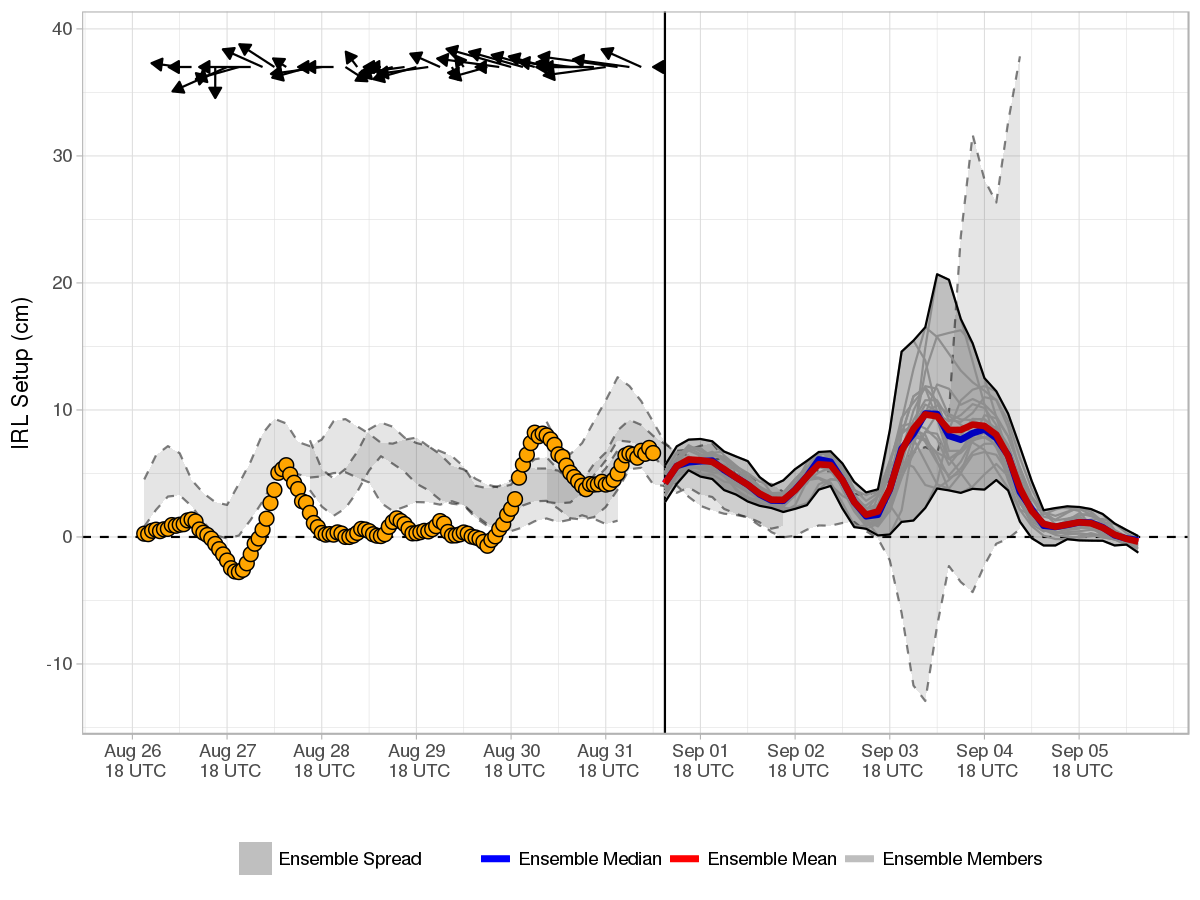 40
30
20
10
0
-10
IRL Setup (cm)
Aug 26
18 UTC
Aug 27
18 UTC
Aug 28
18 UTC
Aug 29
18 UTC
Aug 30
18 UTC
Aug 31
18 UTC
Sep 01
18 UTC
Sep 02
18 UTC
Sep 03
18 UTC
Sep 04
18 UTC
Sep 05
18 UTC
Ensemble Spread
Ensemble Median
Ensemble Mean
Ensemble Members